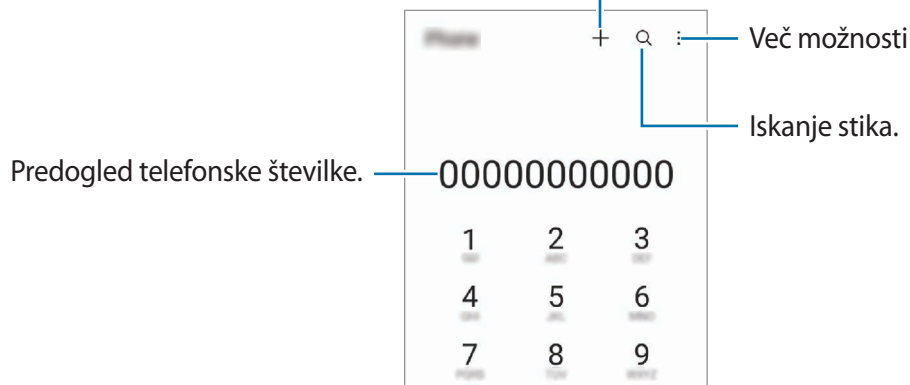 Več možnosti
Iskanje stika.
Predogled telefonske številke.
00000000000
1 2 3
4 5 6
7 8 9